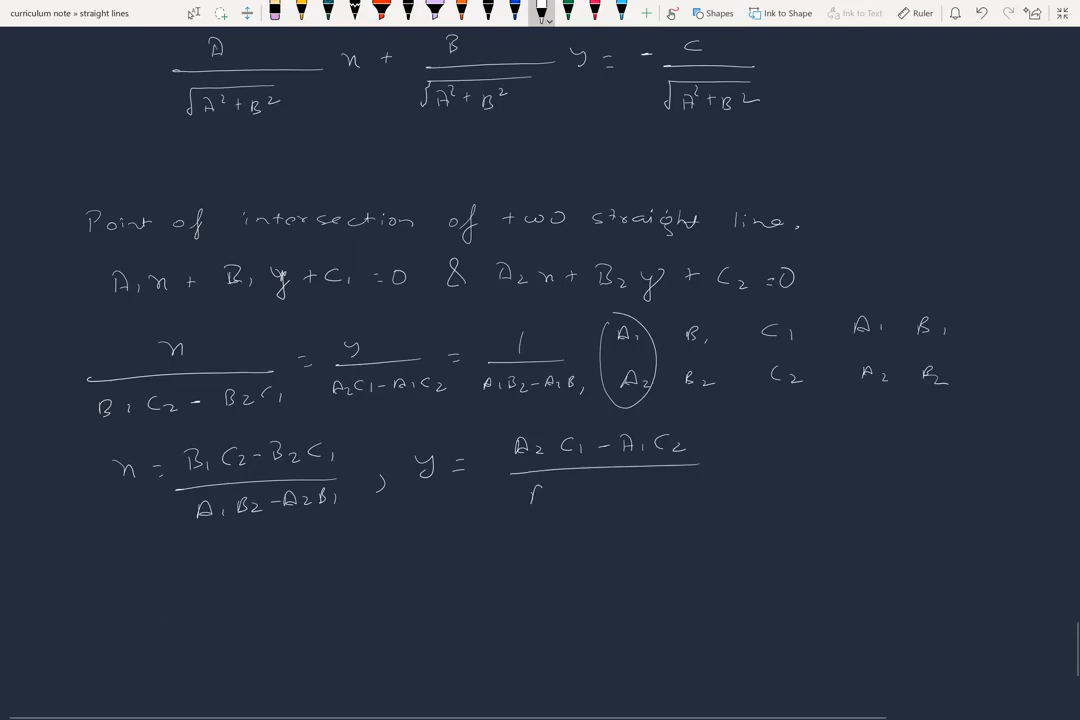 curriculum note » straight lines
Shapes Ink to Shape Ink to Text Ruler
A/√(A²+B²) x + B/√(A²+B²) y = - C/√(A²+B²)
Point of intersection of two straight line.
A₁x + B₁y + C₁ = 0 & A₂x + B₂y + C₂ = 0
x/(B₁C₂ - B₂C₁) = y/(A₂C₁ - A₁C₂) = 1/(A₁B₂ - A₂B₁)
A₁ B₁ C₁ A₁ B₁
A₂ B₂ C₂ A₂ B₂
x = (B₁C₂ - B₂C₁)/(A₁B₂ - A₂B₁) , y = (A₂C₁ - A₁C₂)/